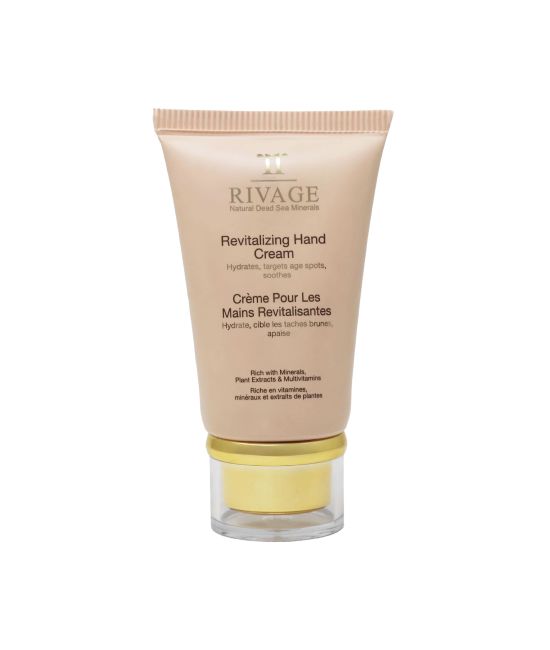 RIVAGE
Natural Dead Sea Minerals
Revitalizing Hand
Cream
Hydrates, targets age spots,
soothes
Crème Pour Les
Mains Revitalisantes
Hydrate, cible les taches brunes,
apaise
Rich with Minerals,
Plant Extracts & Multivitamins
Riche en vitamines,
minéraux et extraits de plantes